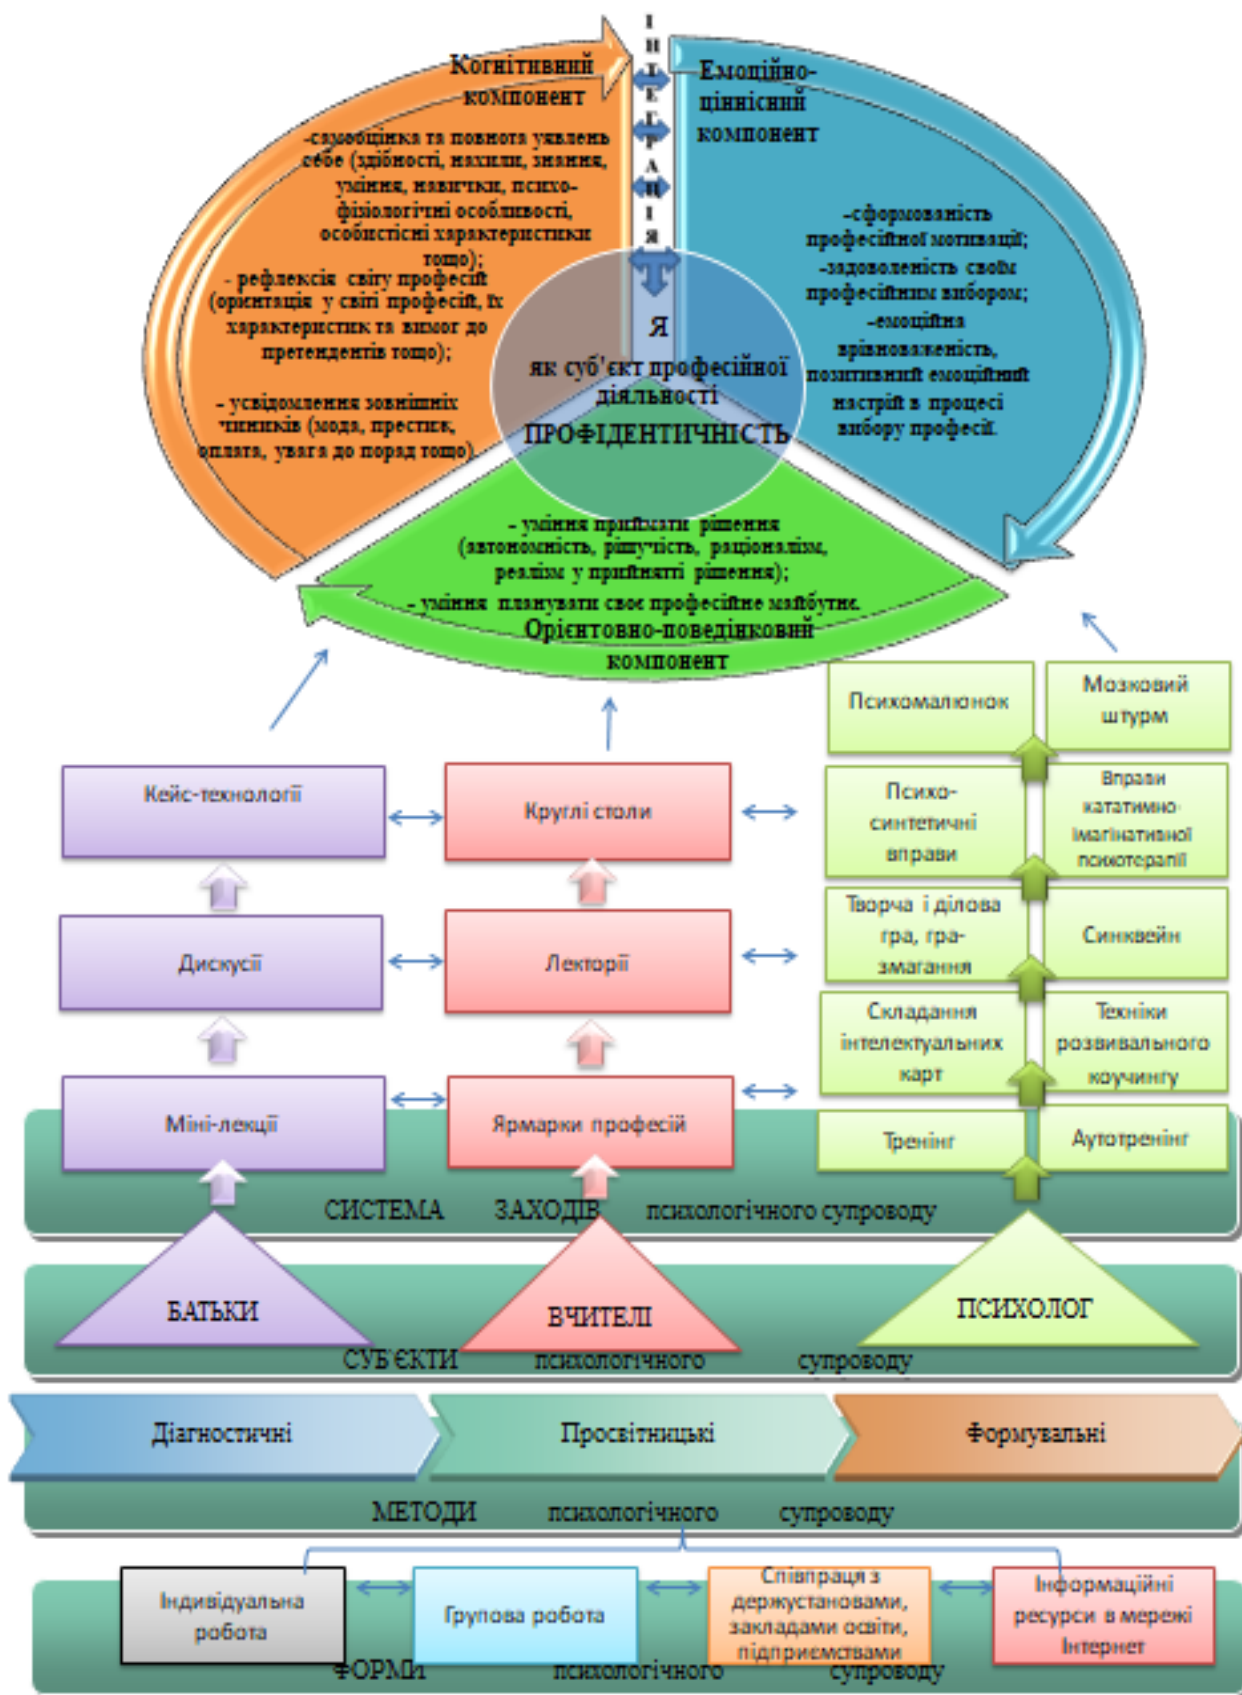 ІНТЕГРАЦІЯ
Когнитивний
компонент
-самооцінка та повнота уявлень
себе (здібності, нахили, знання,
уміння, навички, психо-
фізіологічні особливості,
особистісні характеристики
тощо);
- рефлексія світу професій
(орнтація у світі професій, їх
характеристик та вимог до
претендентів тощо);
- усвідомлення зовнішніх
чинників (мода, престиж,
оплата, увага до порад тощо)
Емоційно-
ціннісний
компонент
-сформованість
професійної мотивації;
-задоволеність своїм
професійним вибором;
-емоційна
врівноваженість,
позитивний емоційний
настрій в процесі
вибору професії.
Я
як суб'єкт професійної
діяльності
ПРОФІДЕНТИЧНІСТЬ
- уміння приймати рішення
(автономність, рішучість, раціоналізм,
реалізм у прийнятті рішення);
- уміння планувати своє професійне майбутнє.
Орієнтовно-поведінковий
компонент
Психомалюнок
Мозковий
штурм
Кейс-технології
Круглі столи
Психо-
синтетичні
вправи
Вправи
кататимно-
імагінативної
психотерапії
Дискусії
Лекторії
Творча і ділова
гра, гра-
змагання
Синквейн
Складання
інтелектуальних
карт
Техніки
розвивального
коучингу
Міні-лекції
Ярмарки професій
Тренінг
Аутотренінг
СИСТЕМА ЗАХОДІВ психологічного супроводу
БАТЬКИ
ВЧИТЕЛІ
ПСИХОЛОГ
СУБ'ЄКТИ психологічного супроводу
Діагностичні
Просвітницькі
Формувальні
МЕТОДИ психологічного супроводу
Індивідуальна
робота
Групова робота
Співпраця з
держустановами,
закладами освіти,
підприємствами
Інформаційні
ресурси в мережі
Інтернет
ФОРМИ психологічного супроводу